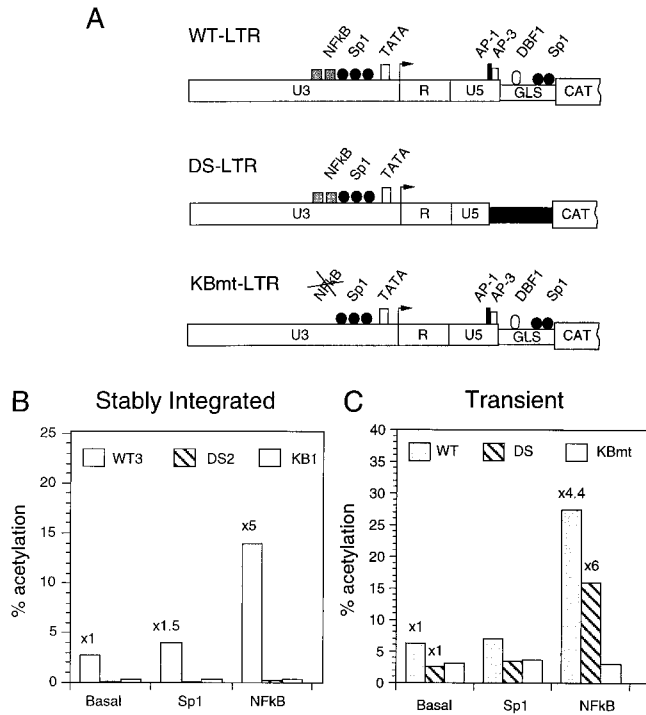 A
WT-LTR
NFkB
Sp1
TATA
AP-1
AP-3
DBF1
Sp1
U3
R
U5
GLS
CAT
DS-LTR
NFkB
Sp1
TATA
U3
R
U5
CAT
KBmt-LTR
NFkB
Sp1
TATA
AP-1
AP-3
DBF1
Sp1
U3
R
U5
GLS
CAT
B Stably Integrated
25
20
15
10
5
0
% acetylation
WT3 DS2 KB1
x1
x1.5
x5
Basal Sp1 NFkB
C Transient
40
35
30
25
20
15
10
5
0
% acetylation
WT DS KBmt
x1
x1
x4.4
x6
Basal Sp1 NFkB